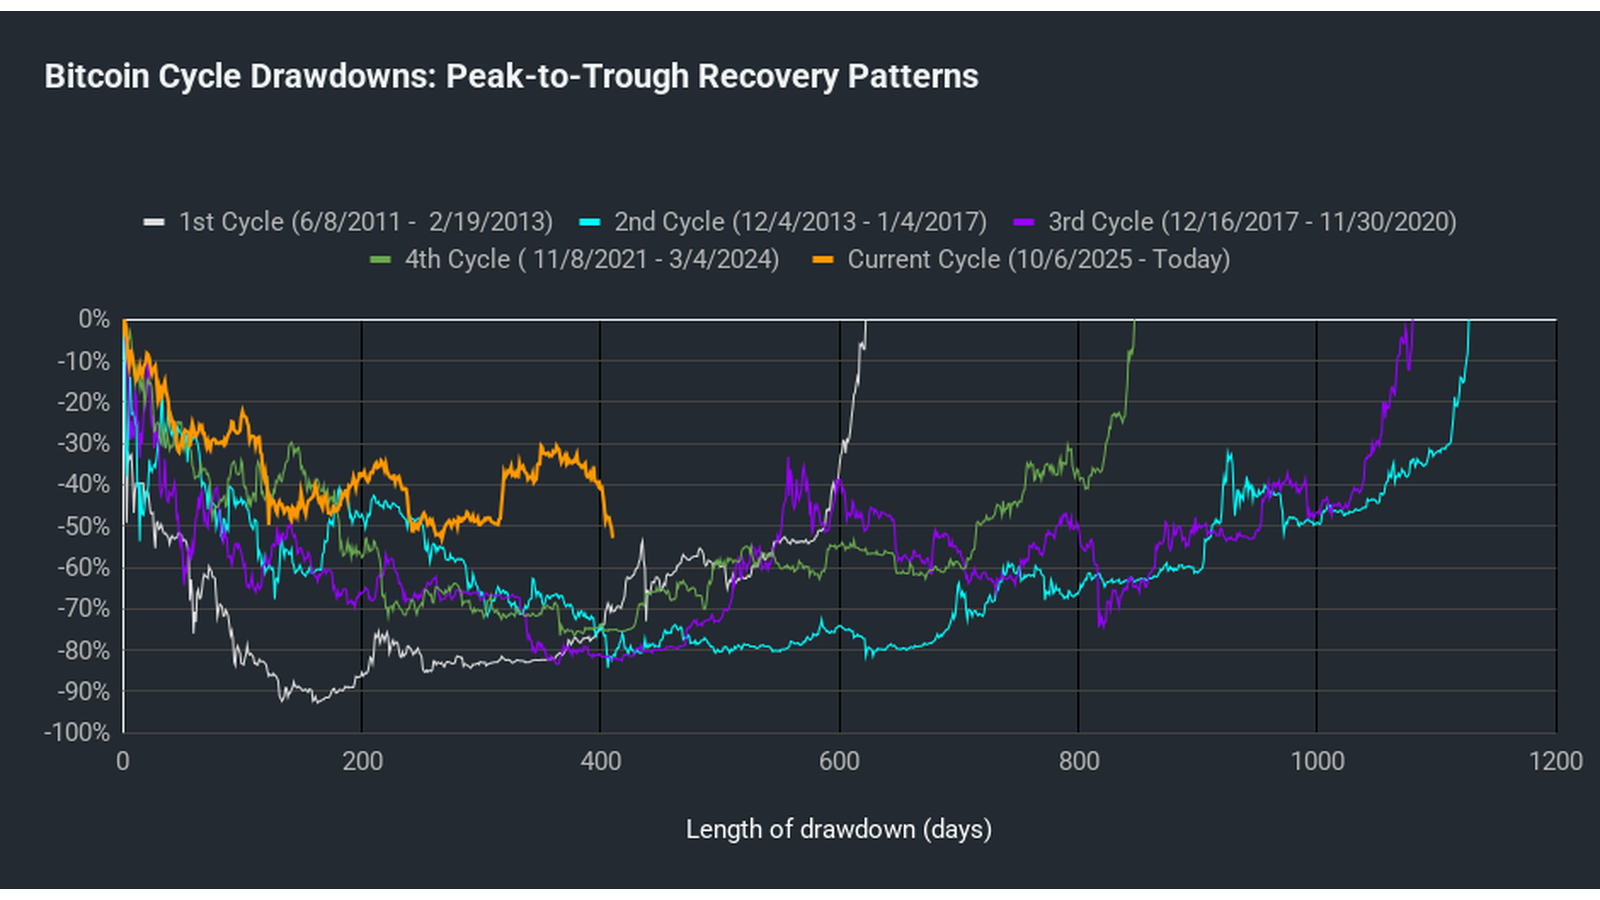 Bitcoin Cycle Drawdowns: Peak-to-Trough Recovery Patterns
1st Cycle (6/8/2011 -  2/19/2013)
2nd Cycle (12/4/2013 - 1/4/2017)
3rd Cycle (12/16/2017 - 11/30/2020)
4th Cycle ( 11/8/2021 - 3/4/2024)
Current Cycle (10/6/2025 - Today)
0%
-10%
-20%
-30%
-40%
-50%
-60%
-70%
-80%
-90%
-100%
0
200
400
600
800
1000
1200
Length of drawdown (days)